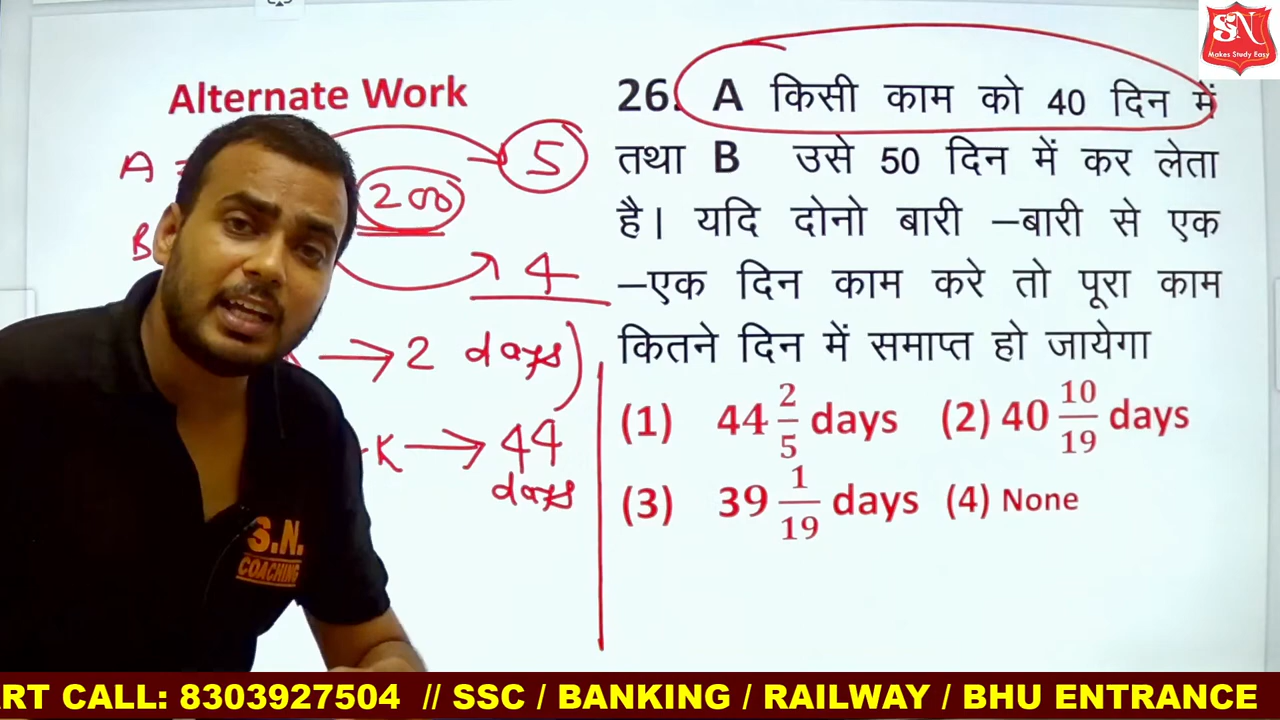 SN
Makes Study Easy
Alternate Work
A =
5
200
B
4
→ 2 days)
K → 44
days
26. A किसी काम को 40 दिन में
तथा B उसे 50 दिन में कर लेता
है। यदि दोनो बारी –बारी से एक
–एक दिन काम करे तो पूरा काम
कितने दिन में समाप्त हो जायेगा
(1) 44 2/5 days (2) 40 10/19 days
(3) 39 1/19 days (4) None
S.N.
COACHING
RT CALL: 8303927504 // SSC / BANKING / RAILWAY / BHU ENTRANCE